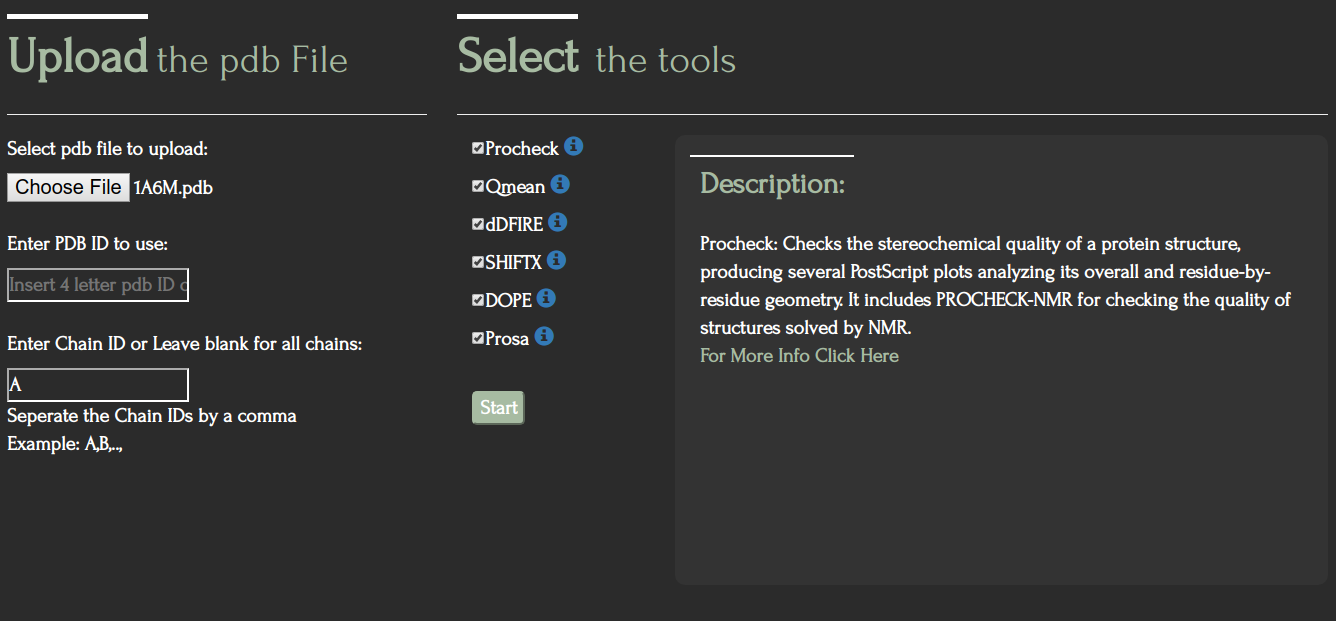 Upload the pdb File
Select pdb file to upload:
Choose File 1A6M.pdb
Enter PDB ID to use:
Insert 4 letter pdb ID
Enter Chain ID or Leave blank for all chains:
A
Seperate the Chain IDs by a comma
Example: A,B,..,
Select the tools
Procheck
Qmean
dDFIRE
SHIFTX
DOPE
Prosa
Start
Description:
Procheck: Checks the stereochemical quality of a protein structure,
producing several PostScript plots analyzing its overall and residue-by-
residue geometry. It includes PROCHECK-NMR for checking the quality of
structures solved by NMR.
For More Info Click Here